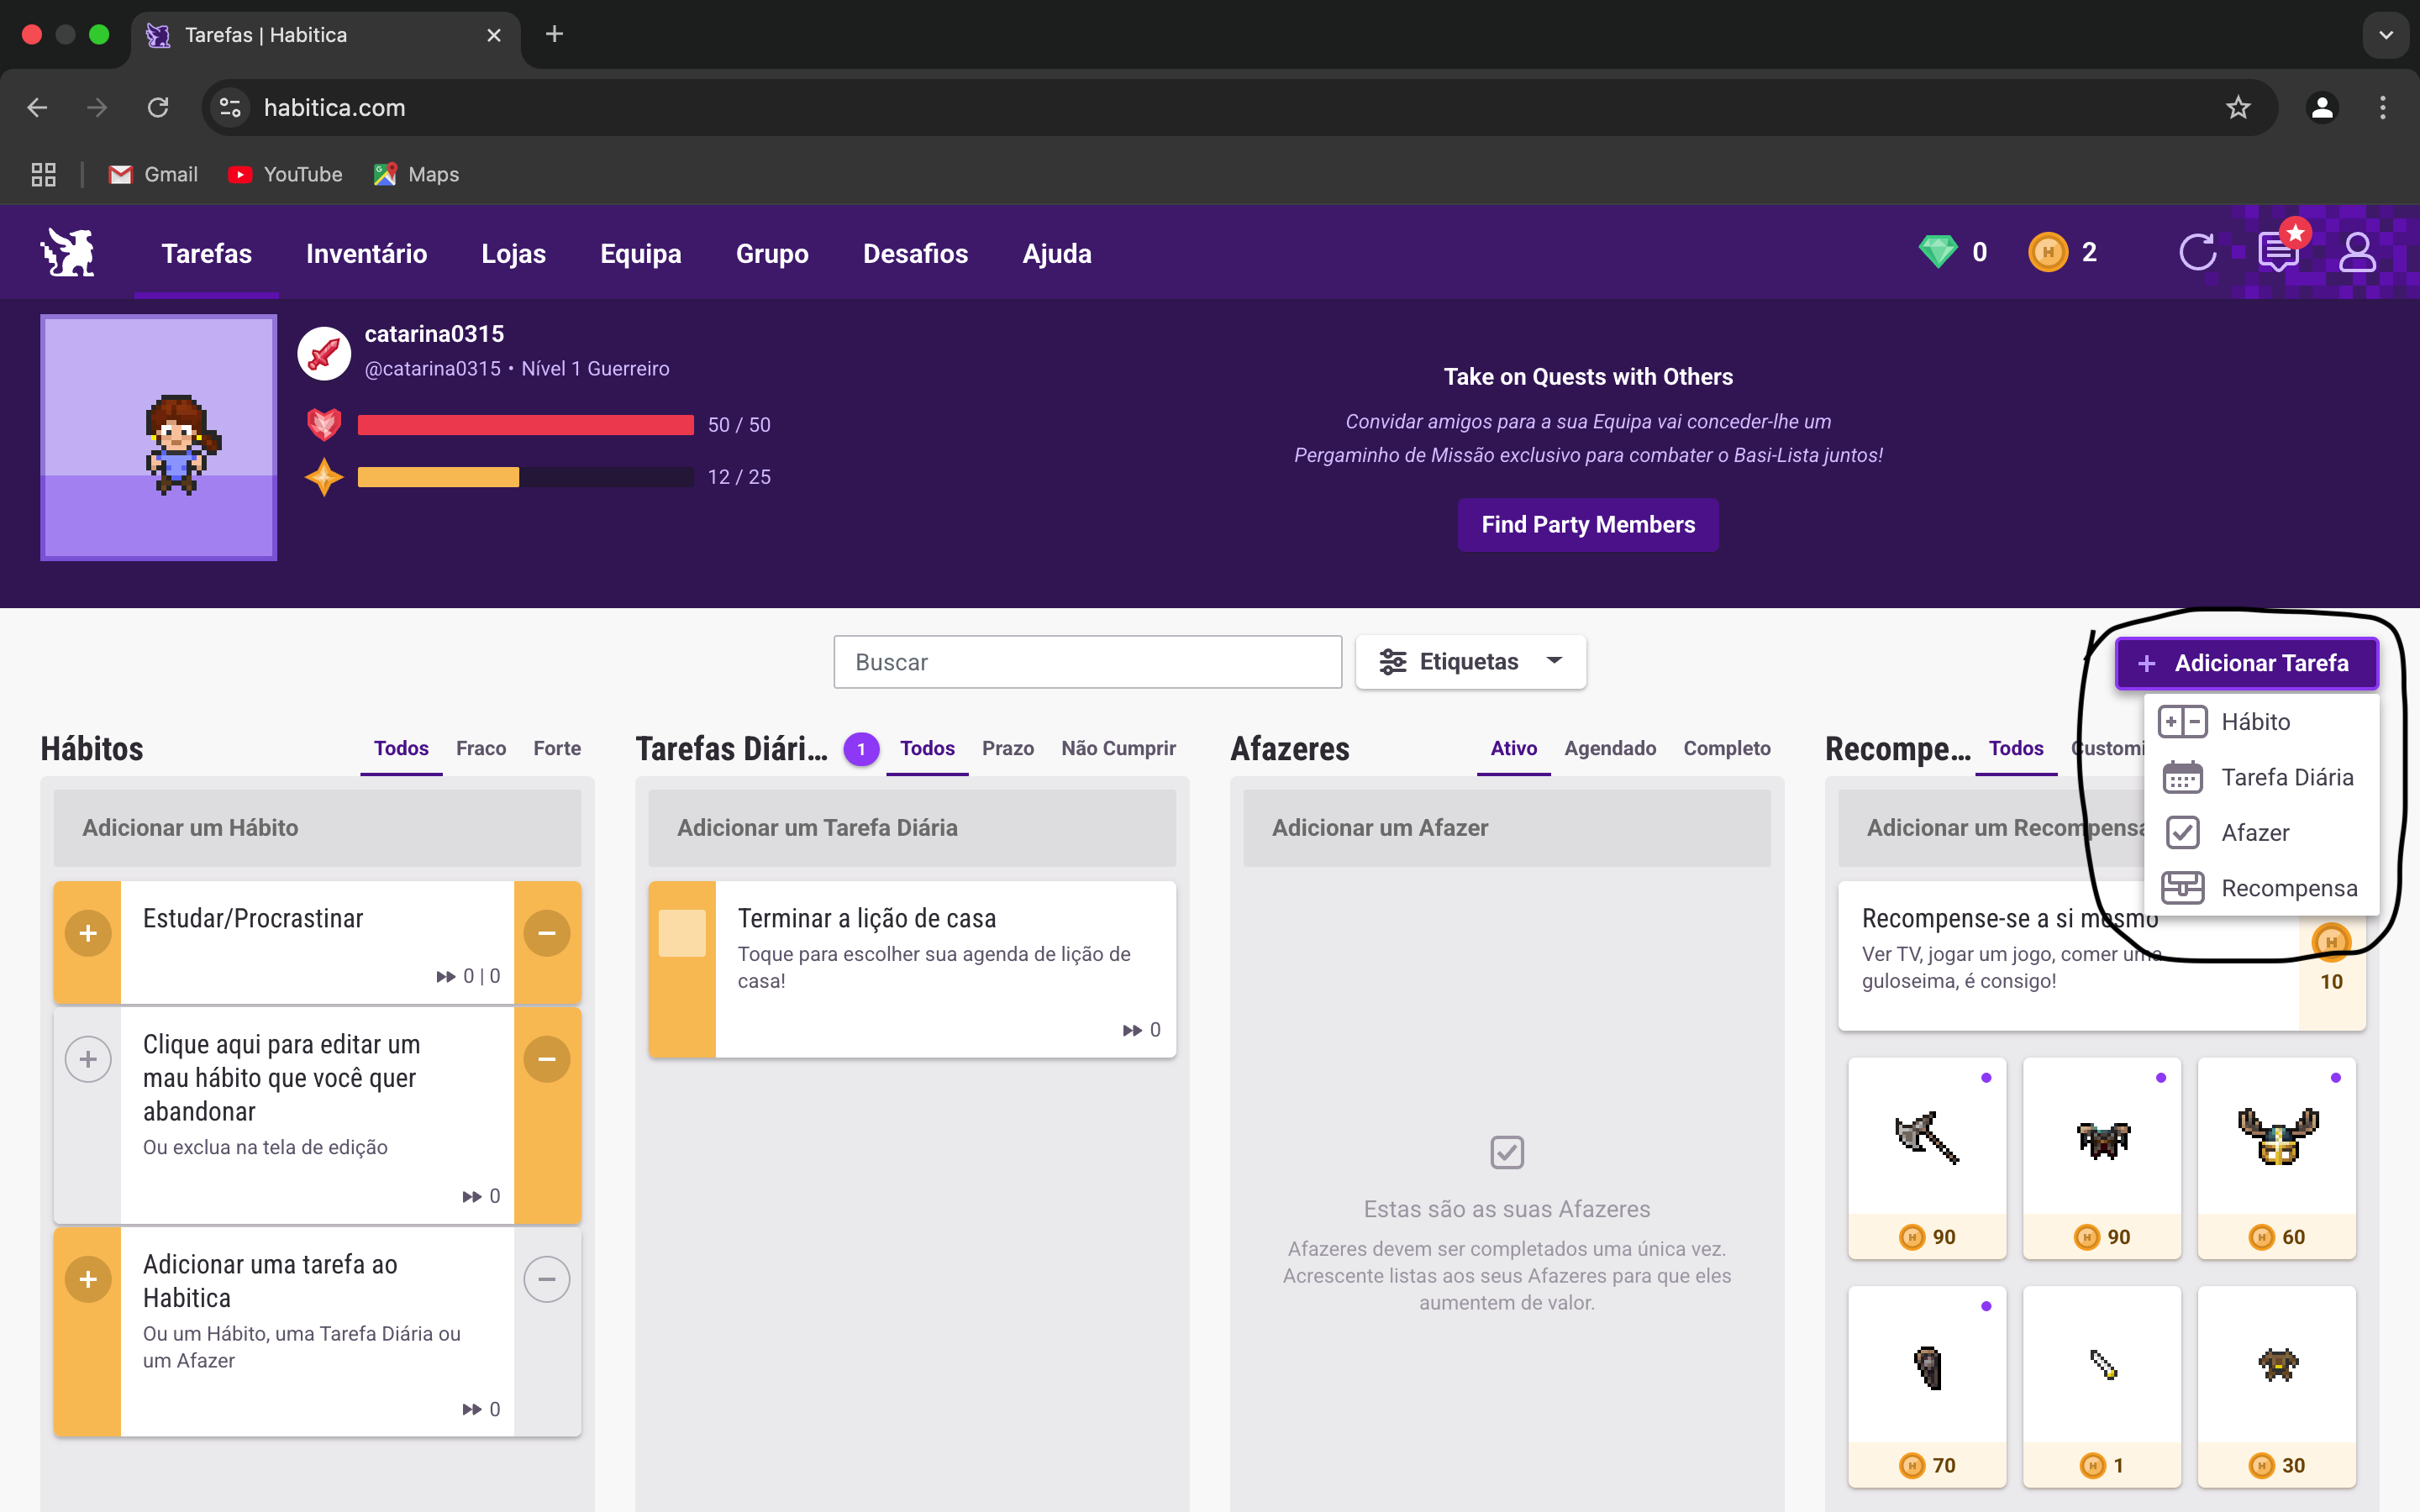 Tarefas | Habitica
habitica.com
Gmail YouTube Maps
Tarefas Inventário Lojas Equipa Grupo Desafios Ajuda 0 2
catarina0315
@catarina0315 • Nível 1 Guerreiro
50 / 50
12 / 25
Take on Quests with Others
Convidar amigos para a sua Equipa vai conceder-lhe um
Pergaminho de Missão exclusivo para combater o Basi-Lista juntos!
Find Party Members
Buscar
Etiquetas
+ Adicionar Tarefa
Hábito
Tarefa Diária
Afazer
Recompensa
Hábitos Todos Fraco Forte
Adicionar um Hábito
Estudar/Procrastinar
0 | 0
Clique aqui para editar um
mau hábito que você quer
abandonar
Ou exclua na tela de edição
0
Adicionar uma tarefa ao
Habitica
Ou um Hábito, uma Tarefa Diária ou
um Afazer
0
Tarefas Diári... 1 Todos Prazo Não Cumprir
Adicionar um Tarefa Diária
Terminar a lição de casa
Toque para escolher sua agenda de lição de
casa!
0
Afazeres Ativo Agendado Completo
Adicionar um Afazer
Estas são as suas Afazeres
Afazeres devem ser completados uma única vez.
Acrescente listas aos seus Afazeres para que eles
aumentem de valor.
Recompe... Todos Customi
Adicionar um Recompensa
Recompense-se a si mesmo
Ver TV, jogar um jogo, comer uma
guloseima, é consigo!
10
90 90 60
70 1 30